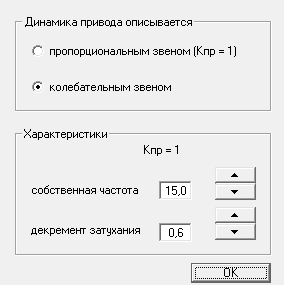 Динамика привода описывается
пропорциональным звеном (Кпр = 1)
колебательным звеном
Характеристики
Кпр = 1
собственная частота 15,0
декремент затухания 0,6
OK